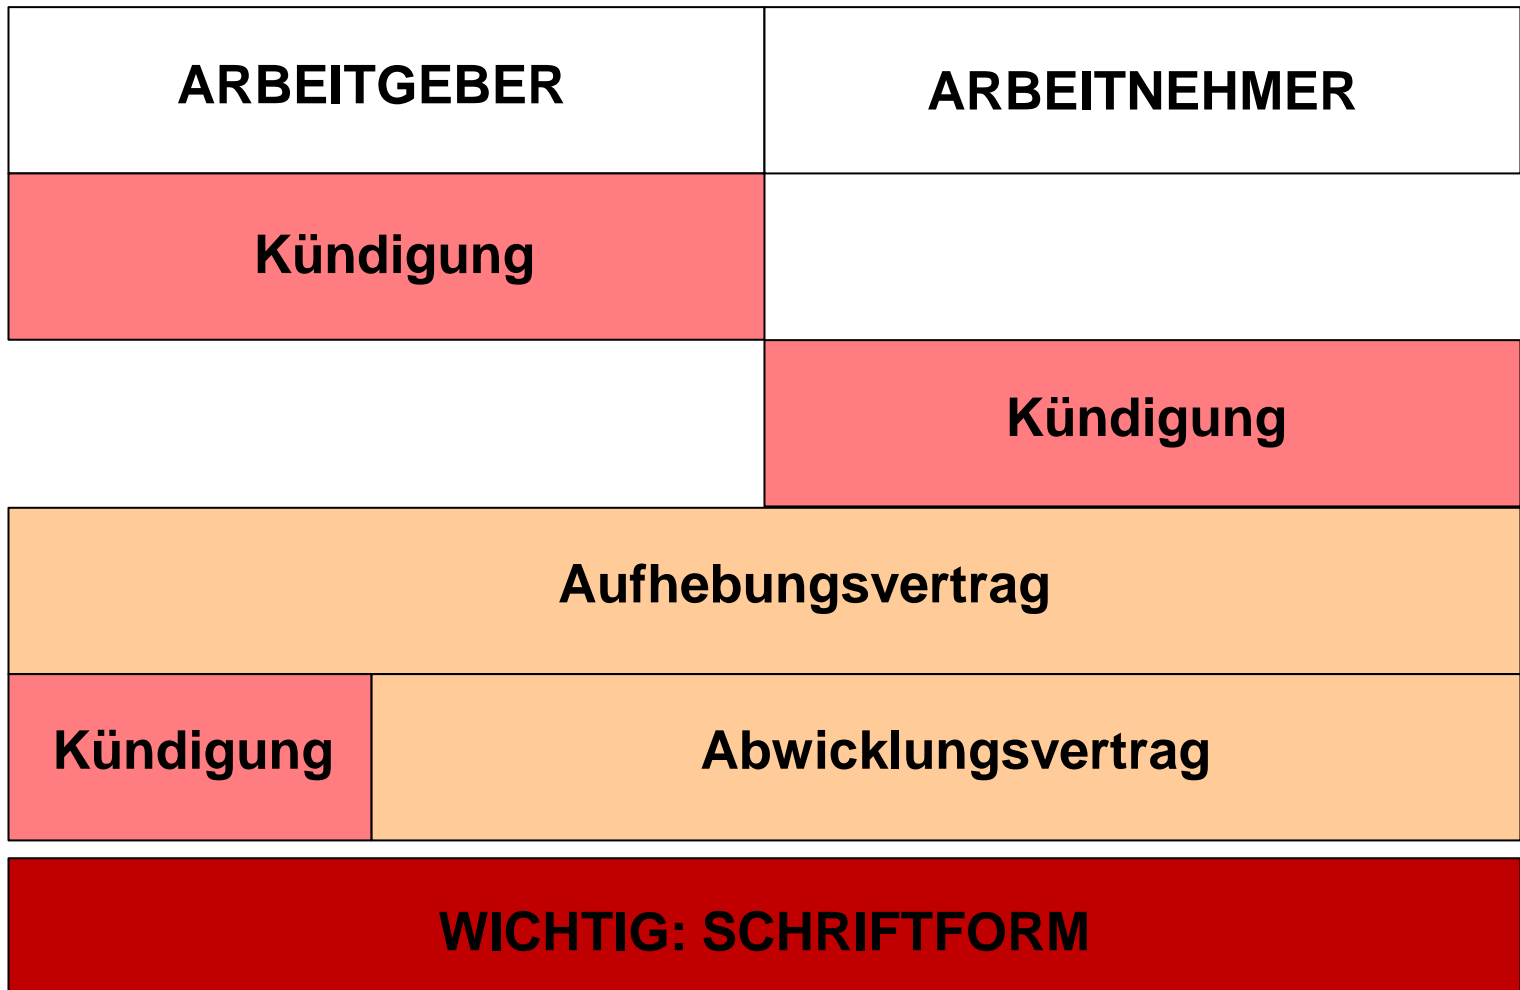 ARBEITGEBER
ARBEITNEHMER
Kündigung
Kündigung
Aufhebungsvertrag
Kündigung
Abwicklungsvertrag
WICHTIG: SCHRIFTFORM